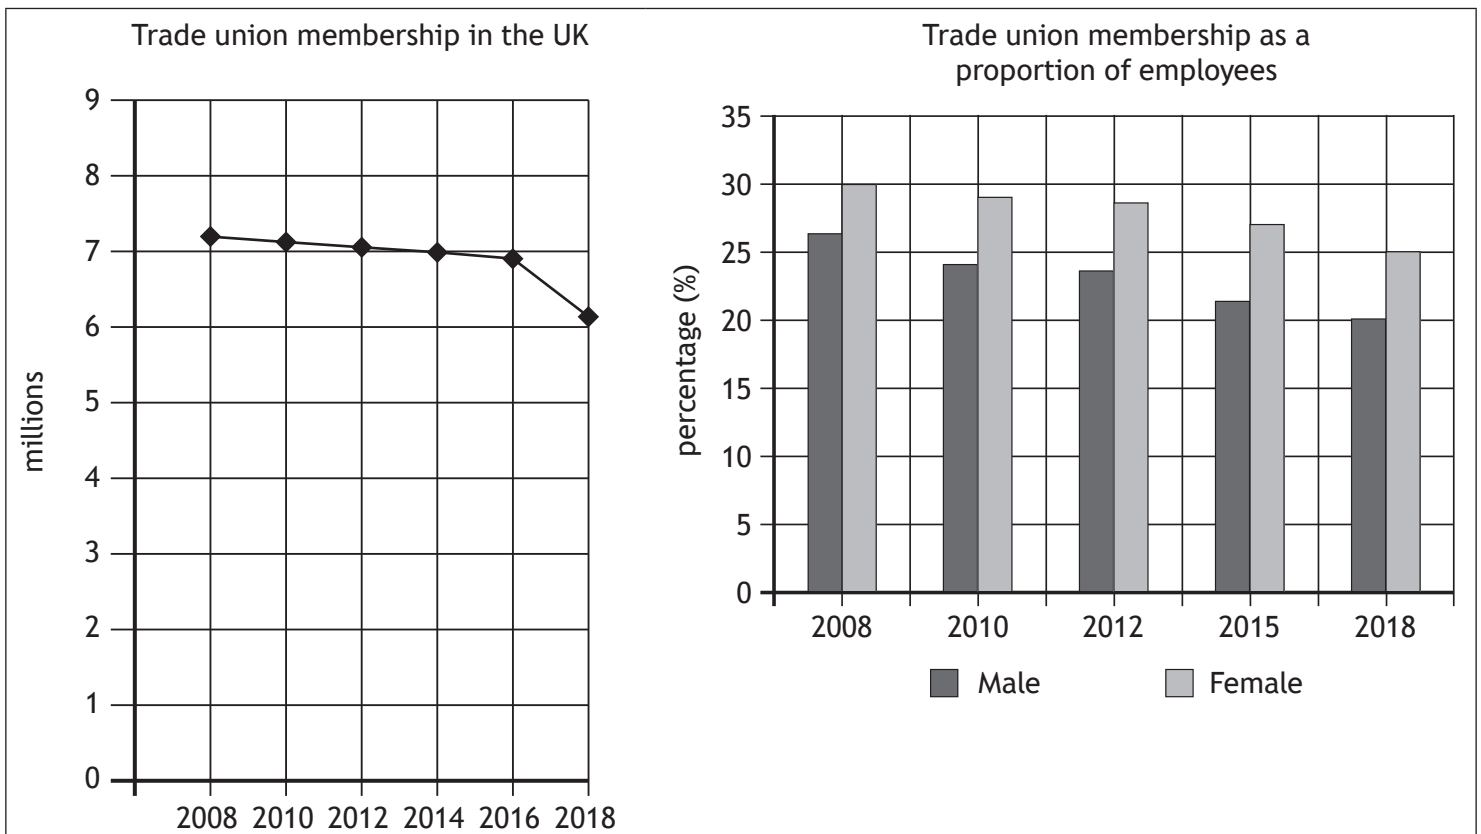 Trade union membership in the UK
9
8
7
6
5
4
3
2
1
0
millions
2008 2010 2012 2014 2016 2018
Trade union membership as a
proportion of employees
35
30
25
20
15
10
5
0
percentage (%)
2008 2010 2012 2015 2018
Male Female